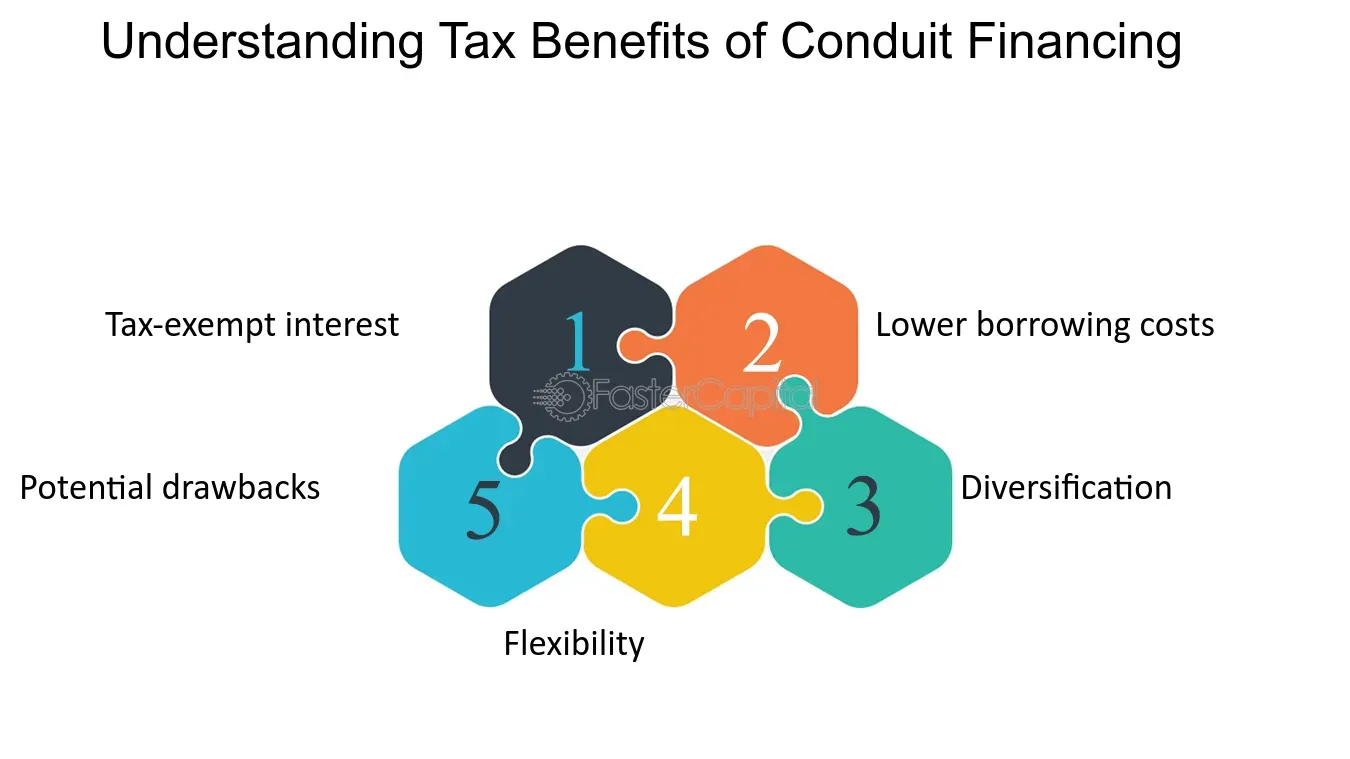 Understanding Tax Benefits of Conduit Financing
Tax-exempt interest
1
2
Lower borrowing costs
FasterCapital
Potential drawbacks
5
4
3
Diversification
Flexibility